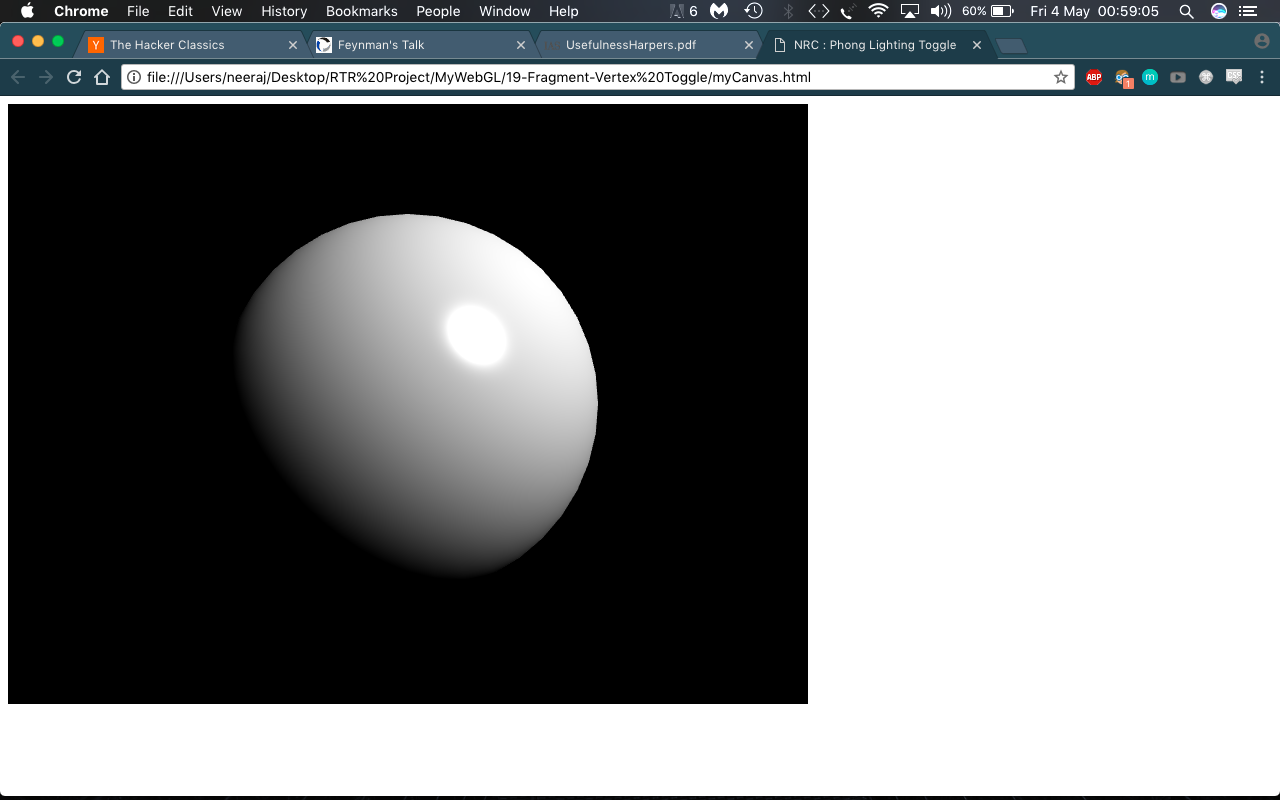 Chrome File Edit View History Bookmarks People Window Help 6 60% Fri 4 May 00:59:05
Y The Hacker Classics Feynman's Talk UsefulnessHarpers.pdf NRC : Phong Lighting Toggle
file:///Users/neeraj/Desktop/RTR%20Project/MyWebGL/19-Fragment-Vertex%20Toggle/myCanvas.html ABP 1 m CSP